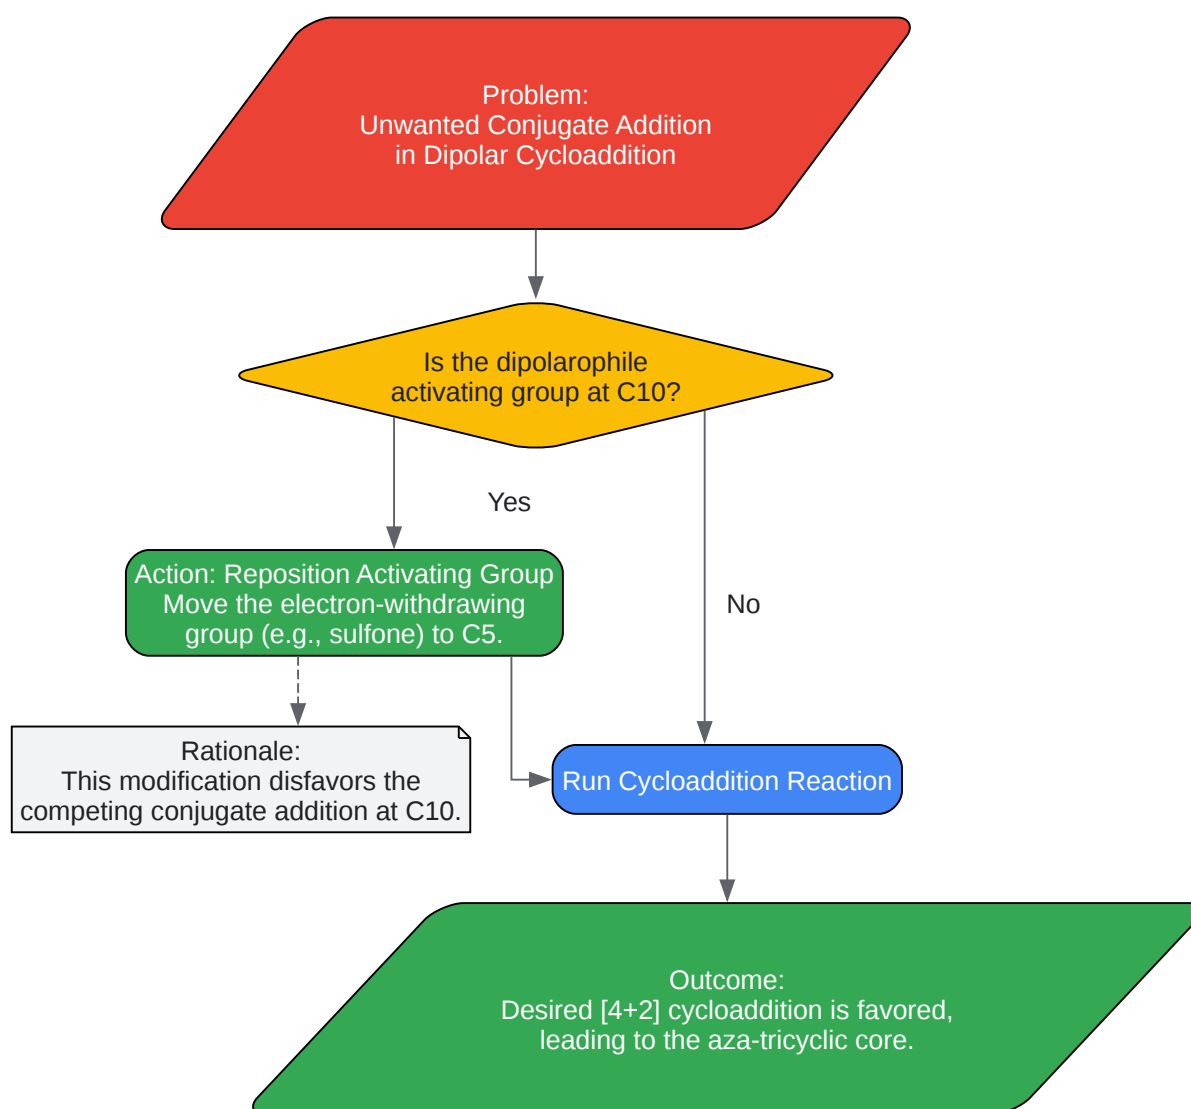 Problem:
Unwanted Conjugate Addition
in Dipolar Cycloaddition
Is the dipolarophile
activating group at C10?
Yes
Action: Reposition Activating Group
Move the electron-withdrawing
group (e.g., sulfone) to C5.
No
Rationale:
This modification disfavors the
competing conjugate addition at C10.
Run Cycloaddition Reaction
Outcome:
Desired [4+2] cycloaddition is favored,
leading to the aza-tricyclic core.